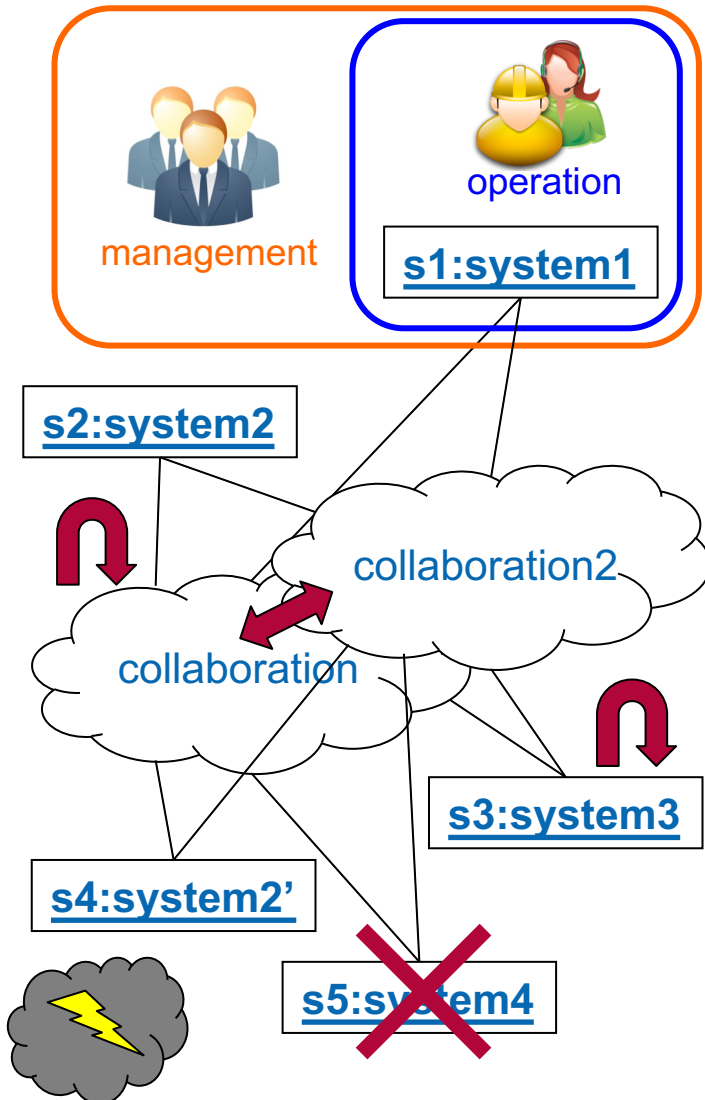 operation
management
s1:system1
s2:system2
collaboration2
collaboration
s3:system3
s4:system2’
s5:system4